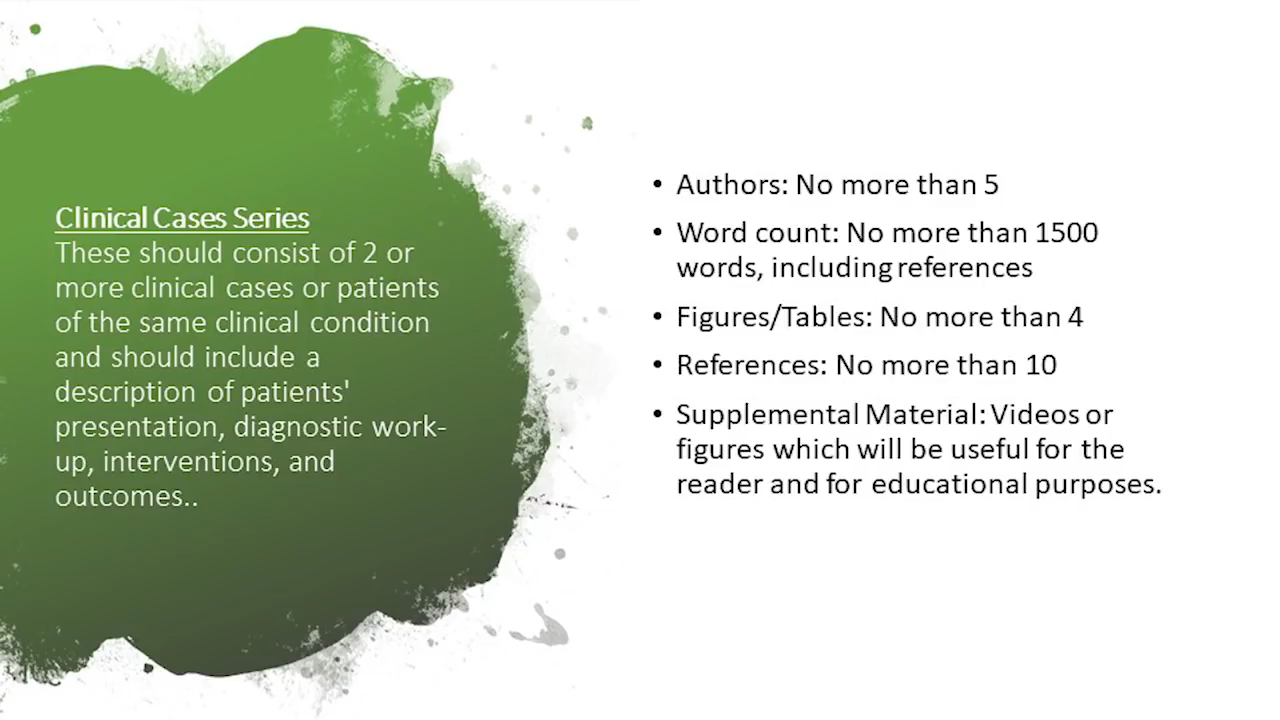 Clinical Cases Series
These should consist of 2 or
more clinical cases or patients
of the same clinical condition
and should include a
description of patients'
presentation, diagnostic work-
up, interventions, and
outcomes..
• Authors: No more than 5
• Word count: No more than 1500
words, including references
• Figures/Tables: No more than 4
• References: No more than 10
• Supplemental Material: Videos or
figures which will be useful for the
reader and for educational purposes.